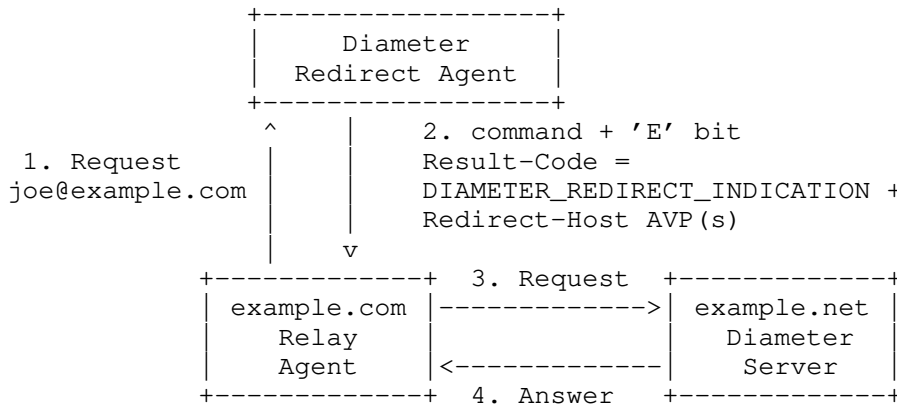 +------------------+
|     Diameter     |
|  Redirect Agent  |
+------------------+
^    |    2. command + 'E' bit
1. Request    |    |    Result-Code =
joe@example.com |    |    DIAMETER_REDIRECT_INDICATION +
|    |    Redirect-Host AVP(s)
|    v
+-------------+  3. Request  +-------------+
| example.com |------------->| example.net |
|    Relay    |              |   Diameter  |
|    Agent    |<-------------|    Server   |
+-------------+  4. Answer   +-------------+